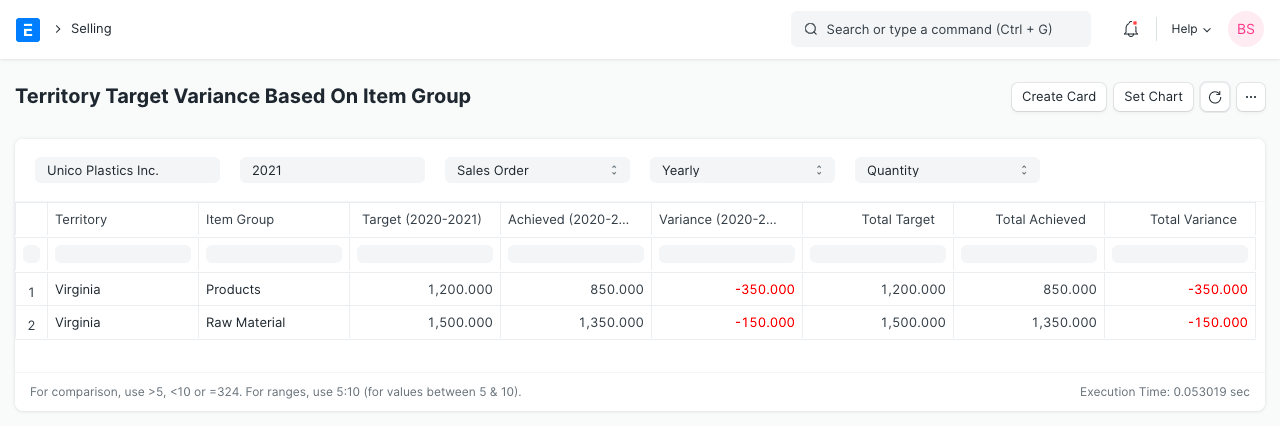 E > Selling Search or type a command (Ctrl + G) Help BS
Territory Target Variance Based On Item Group Create Card Set Chart ...
Unico Plastics Inc. 2021 Sales Order Yearly Quantity
Territory Item Group Target (2020-2021) Achieved (2020-2... Variance (2020-2... Total Target Total Achieved Total Variance
1 Virginia Products 1,200.000 850.000 -350.000 1,200.000 850.000 -350.000
2 Virginia Raw Material 1,500.000 1,350.000 -150.000 1,500.000 1,350.000 -150.000
For comparison, use >5, <10 or =324. For ranges, use 5:10 (for values between 5 & 10). Execution Time: 0.053019 sec